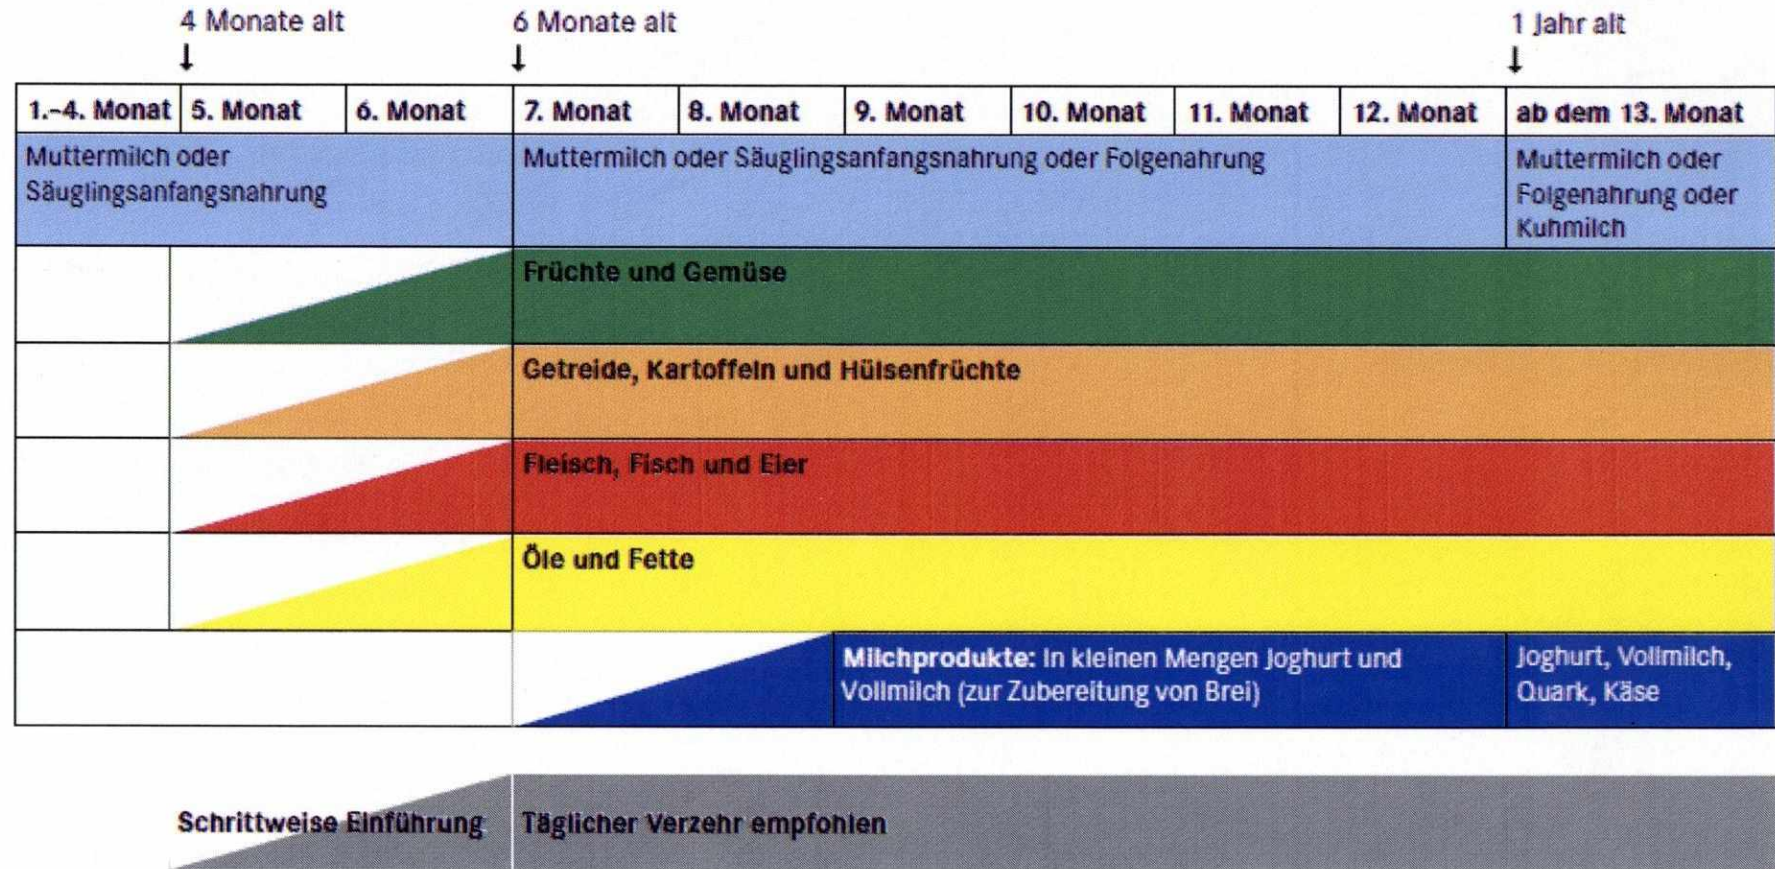 4 Monate alt
6 Monate alt
1 Jahr alt
1.–4. Monat
5. Monat
6. Monat
7. Monat
8. Monat
9. Monat
10. Monat
11. Monat
12. Monat
ab dem 13. Monat
Muttermilch oder
Säuglingsanfangsnahrung
Muttermilch oder Säuglingsanfangsnahrung oder Folgenahrung
Muttermilch oder
Folgenahrung oder
Kuhmilch
Früchte und Gemüse
Getreide, Kartoffeln und Hülsenfrüchte
Fleisch, Fisch und Eier
Öle und Fette
Milchprodukte: In kleinen Mengen Joghurt und
Vollmilch (zur Zubereitung von Brei)
Joghurt, Vollmilch,
Quark, Käse
Schrittweise Einführung
Täglicher Verzehr empfohlen